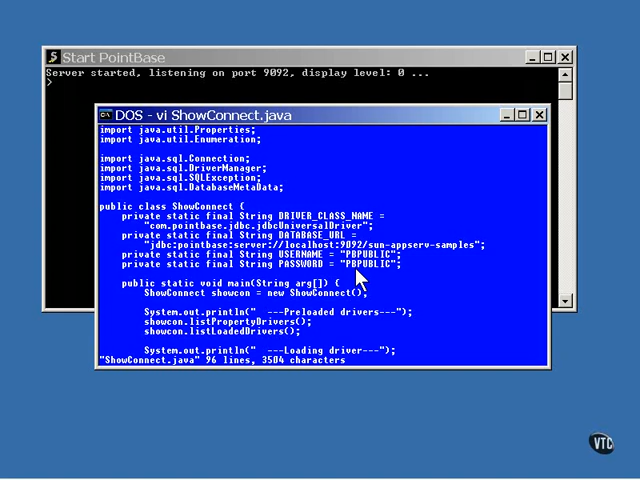 Start PointBase
Server started, listening on port 9092, display level: 0 ...
>
DOS - vi ShowConnect.java
import java.util.Properties;
import java.util.Enumeration;
import java.sql.Connection;
import java.sql.DriverManager;
import java.sql.SQLException;
import java.sql.DatabaseMetaData;
public class ShowConnect {
private static final String DRIVER_CLASS_NAME =
"com.pointbase.jdbc.jdbcUniversalDriver";
private static final String DATABASE_URL =
"jdbc:pointbase:server://localhost:9092/sun-appserv-samples";
private static final String USERNAME = "PBPUBLIC";
private static final String PASSWORD = "PBPUBLIC";
public static void main(String arg[]) {
ShowConnect showcon = new ShowConnect();
System.out.println("  ---Preloaded drivers---");
showcon.listPropertyDrivers();
showcon.listLoadedDrivers();
System.out.println("  ---Loading driver---");
"ShowConnect.java" 96 lines, 3504 characters
VTC